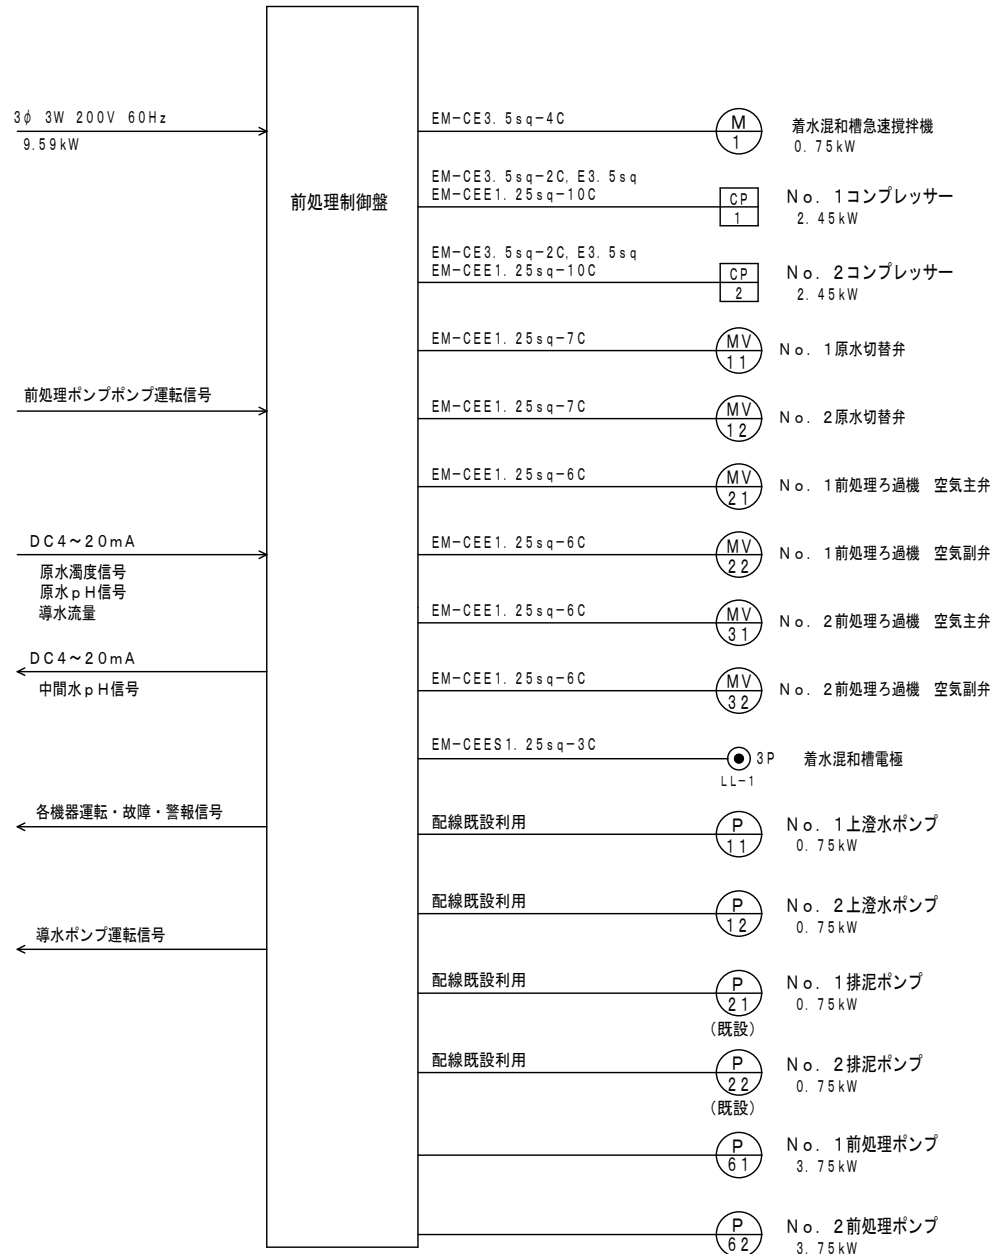 3φ 3W 200V 60Hz
9.59kW
前処理ポンプポンプ運転信号
DC4~20mA
原水濁度信号
原水pH信号
導水流量
DC4~20mA
中間水pH信号
各機器運転・故障・警報信号
導水ポンプ運転信号
前処理制御盤
EM-CE3.5sq-4C
M
1
着水混和槽急速撹拌機
0.75kW
EM-CE3.5sq-2C,E3.5sq
EM-CEE1.25sq-10C
CP
1
No.1コンプレッサー
2.45kW
EM-CE3.5sq-2C,E3.5sq
EM-CEE1.25sq-10C
CP
2
No.2コンプレッサー
2.45kW
EM-CEE1.25sq-7C
MV
11
No.1原水切替弁
EM-CEE1.25sq-7C
MV
12
No.2原水切替弁
EM-CEE1.25sq-6C
MV
21
No.1前処理ろ過機 空気主弁
EM-CEE1.25sq-6C
MV
22
No.1前処理ろ過機 空気副弁
EM-CEE1.25sq-6C
MV
31
No.2前処理ろ過機 空気主弁
EM-CEE1.25sq-6C
MV
32
No.2前処理ろ過機 空気副弁
EM-CEES1.25sq-3C
3P 着水混和槽電極
LL-1
配線既設利用
P
11
No.1上澄水ポンプ
0.75kW
配線既設利用
P
12
No.2上澄水ポンプ
0.75kW
配線既設利用
P
21
(既設)
No.1排泥ポンプ
0.75kW
配線既設利用
P
22
(既設)
No.2排泥ポンプ
0.75kW
P
61
No.1前処理ポンプ
3.75kW
P
62
No.2前処理ポンプ
3.75kW